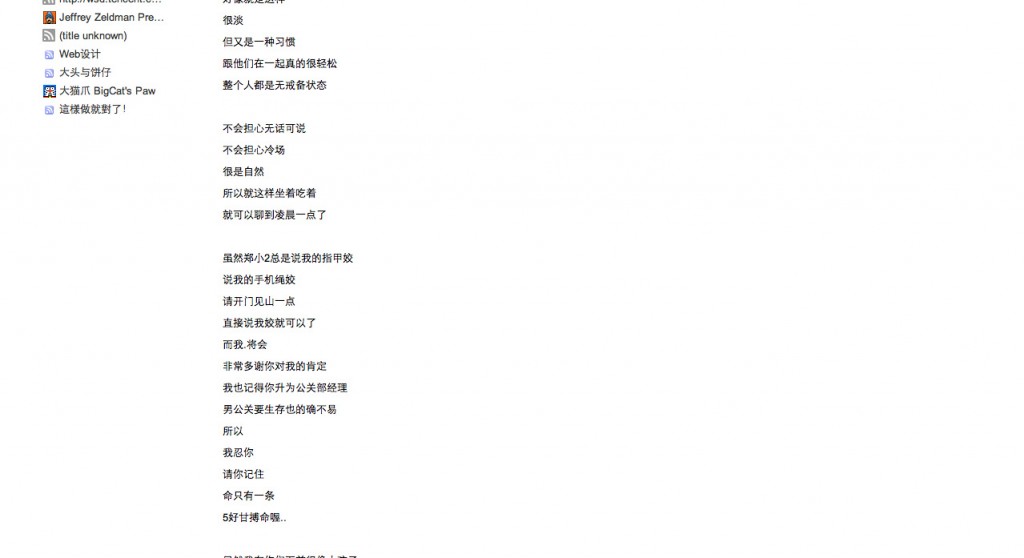 Jeffrey Zeldman Pre...
(title unknown)
Web设计
大头与饼仔
大猫爪 BigCat's Paw
這樣做就對了！
很淡
但又是一种习惯
跟他们在一起真的很轻松
整个人都是无戒备状态
不会担心无话可说
不会担心冷场
很是自然
所以就这样坐着吃着
就可以聊到凌晨一点了
虽然郑小2总是说我的指甲姣
说我的手机绳姣
请开门见山一点
直接说我姣就可以了
而我.将会
非常多谢你对我的肯定
我也记得你升为公关部经理
男公关要生存也的确不易
所以
我忍你
请你记住
命只有一条
5好甘搏命喔..